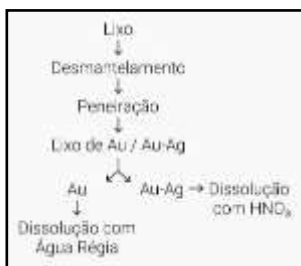 Lixo
↓
Desmantelamento
↓
Peneiração
↓
Lixo de Au / Au-Ag
↓
Au Au-Ag → Dissolução
com HNO₃
↓
Dissolução com
Água Régia